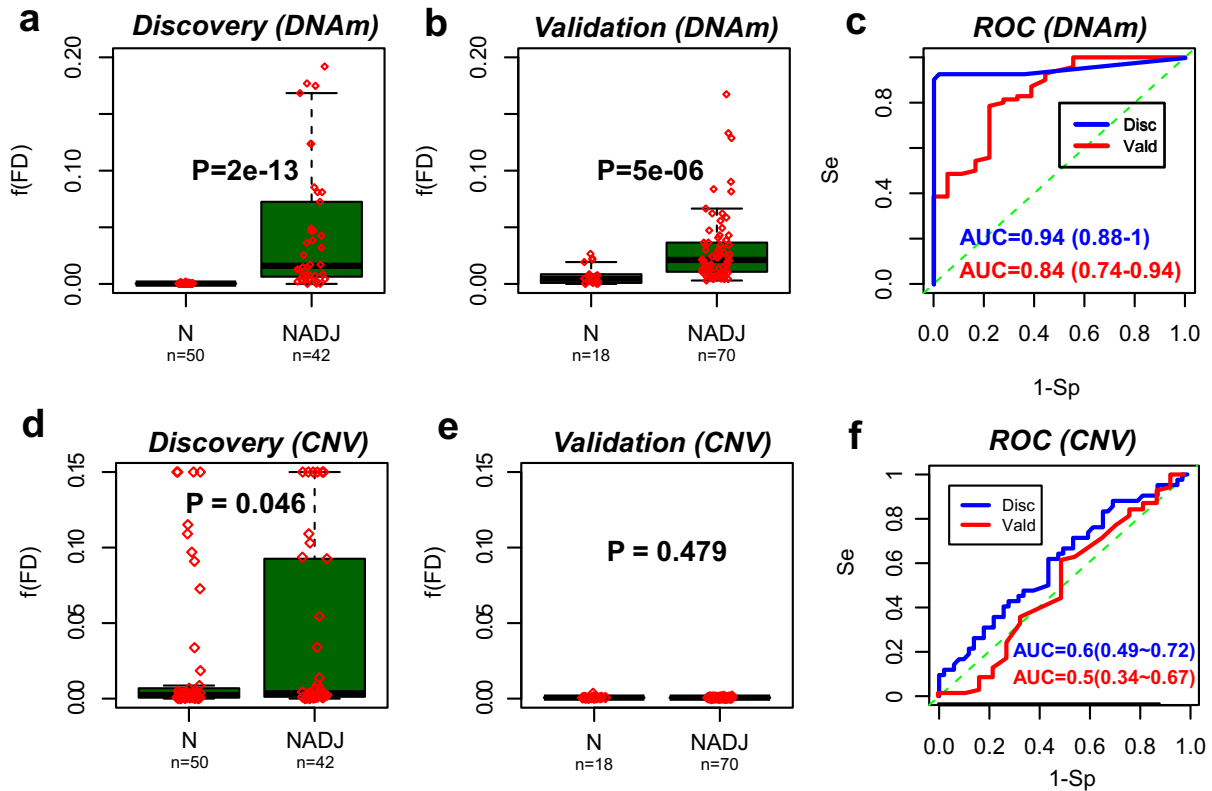 a
Discovery (DNAm)
f(FD)
0.00
0.10
0.20
P=2e-13
N
n=50
NADJ
n=42
b
Validation (DNAm)
f(FD)
0.00
0.10
0.20
P=5e-06
N
n=18
NADJ
n=70
c
ROC (DNAm)
Se
0.0
0.4
0.8
Disc
Vald
AUC=0.94 (0.88-1)
AUC=0.84 (0.74-0.94)
0.0 0.2 0.4 0.6 0.8 1.0
1-Sp
d
Discovery (CNV)
f(FD)
0.00
0.05
0.10
0.15
P = 0.046
N
n=50
NADJ
n=42
e
Validation (CNV)
f(FD)
0.00
0.05
0.10
0.15
P = 0.479
N
n=18
NADJ
n=70
f
ROC (CNV)
Se
0
0.2
0.4
0.6
0.8
1
Disc
Vald
AUC=0.6(0.49~0.72)
AUC=0.5(0.34~0.67)
0.0 0.2 0.4 0.6 0.8 1.0
1-Sp